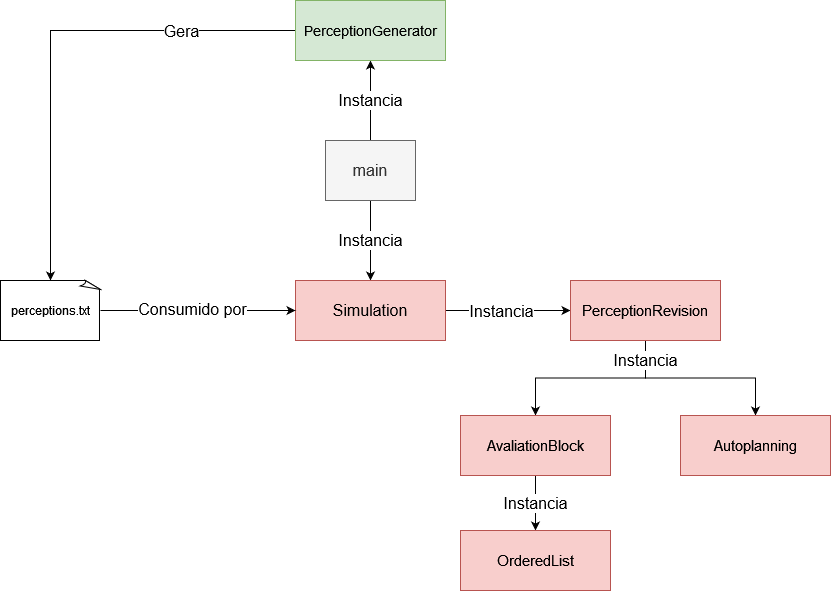 PerceptionGenerator
Gera
Instancia
main
Instancia
perceptions.txt
Consumido por
Simulation
Instancia
PerceptionRevision
Instancia
AvaliationBlock
Autoplanning
Instancia
OrderedList